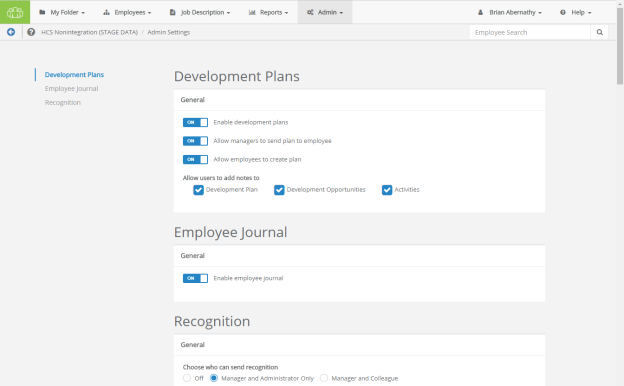 My Folder Employees Job Description Reports Admin Brian Abernathy Help
HCS Nonintegration (STAGE DATA) / Admin Settings Employee Search
Development Plans
Employee Journal
Recognition
Development Plans
General
ON Enable development plans
ON Allow managers to send plan to employee
ON Allow employees to create plan
Allow users to add notes to
Development Plan Development Opportunities Activities
Employee Journal
General
ON Enable employee journal
Recognition
General
Choose who can send recognition
Off Manager and Administrator Only Manager and Colleague